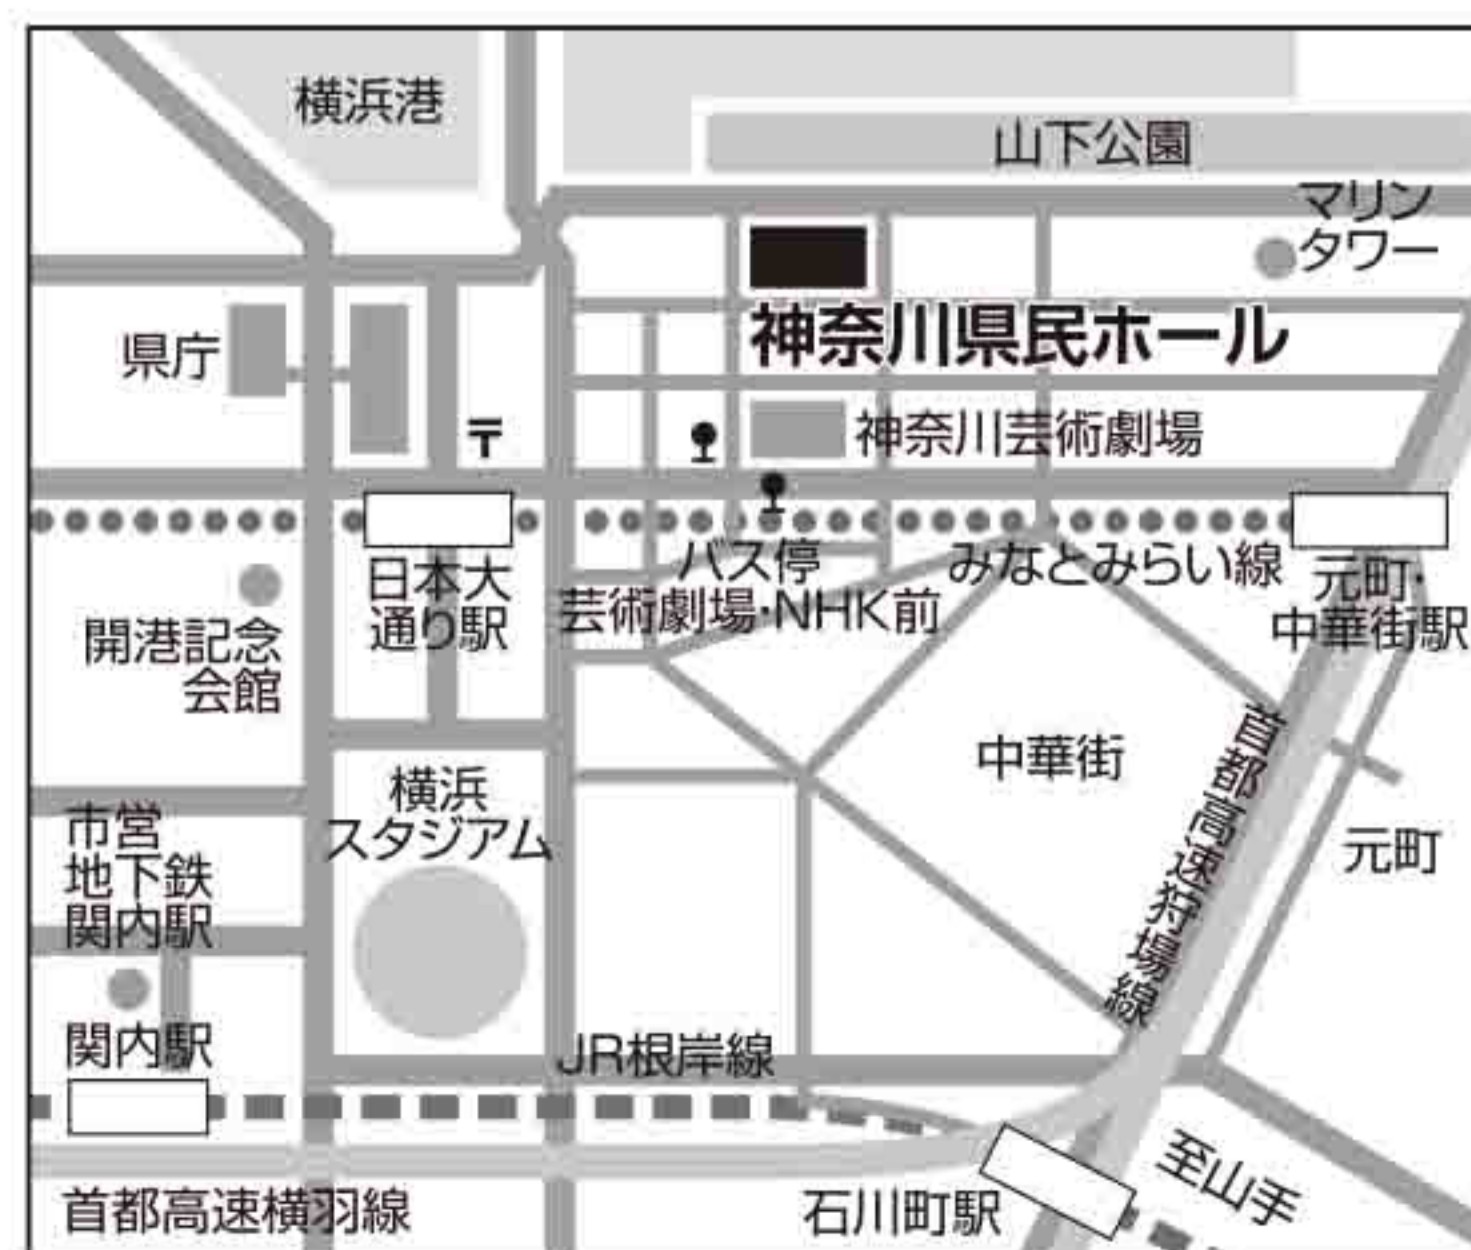 横浜港
山下公園
マリン
タワー
県庁
神奈川県民ホール
〒
神奈川芸術劇場
日本大
通り駅
バス停
芸術劇場・NHK前
みなとみらい線
元町・
中華街駅
開港記念
会館
中華街
首都高速狩場線
横浜
スタジアム
元町
市営
地下鉄
関内駅
関内駅
JR根岸線
至山手
首都高速横羽線
石川町駅